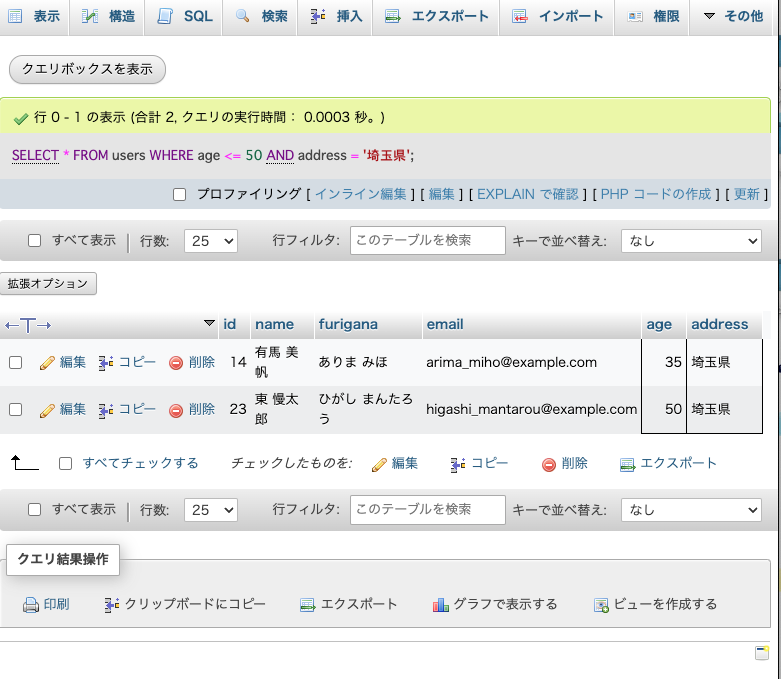 表示 構造 SQL 検索 挿入 エクスポート インポート 権限 その他
クエリボックスを表示
行 0 - 1 の表示 (合計 2, クエリの実行時間： 0.0003 秒。)
SELECT * FROM users WHERE age <= 50 AND address = '埼玉県';
プロファイリング [ インライン編集 ] [ 編集 ] [ EXPLAIN で確認 ] [ PHP コードの作成 ] [ 更新 ]
すべて表示 行数: 25 行フィルタ: このテーブルを検索 キーで並べ替え: なし
拡張オプション
←T→ id name furigana email age address
編集 コピー 削除 14 有馬 美帆 ありま みほ arima_miho@example.com 35 埼玉県
編集 コピー 削除 23 東 慢太郎 ひがし まんたろう higashi_mantarou@example.com 50 埼玉県
すべてチェックする チェックしたものを: 編集 コピー 削除 エクスポート
すべて表示 行数: 25 行フィルタ: このテーブルを検索 キーで並べ替え: なし
クエリ結果操作
印刷 クリップボードにコピー エクスポート グラフで表示する ビューを作成する